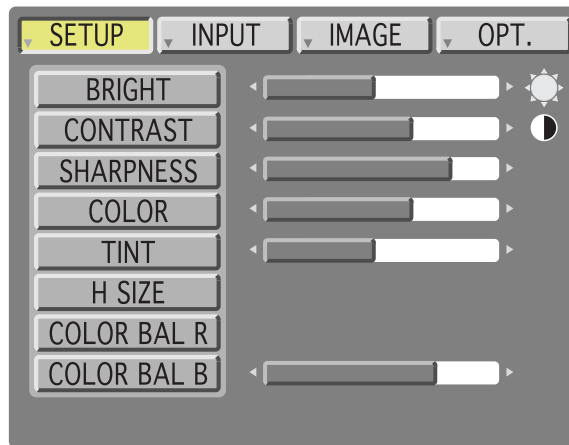 SETUP INPUT IMAGE OPT.
BRIGHT
CONTRAST
SHARPNESS
COLOR
TINT
H SIZE
COLOR BAL R
COLOR BAL B